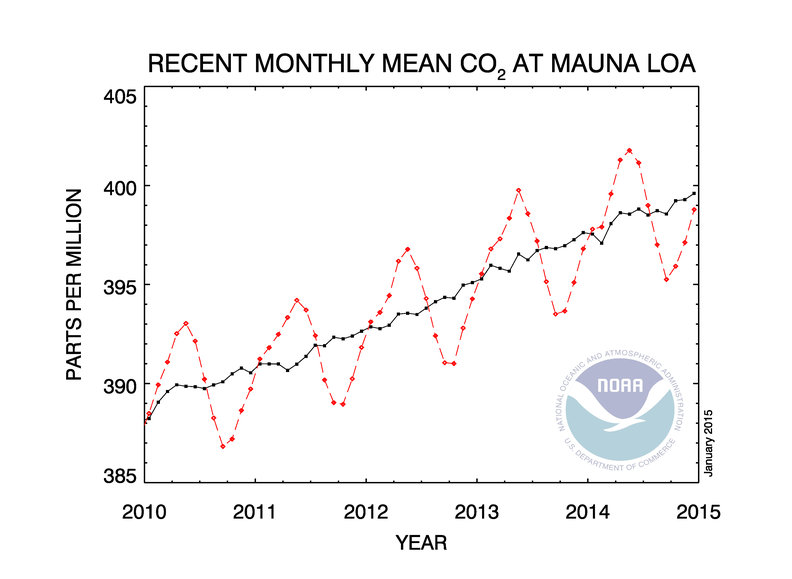 RECENT MONTHLY MEAN CO₂ AT MAUNA LOA
405
400
395
390
385
PARTS PER MILLION
2010 2011 2012 2013 2014 2015
YEAR
NATIONAL OCEANIC AND ATMOSPHERIC ADMINISTRATION
NOAA
U.S. DEPARTMENT OF COMMERCE
January 2015